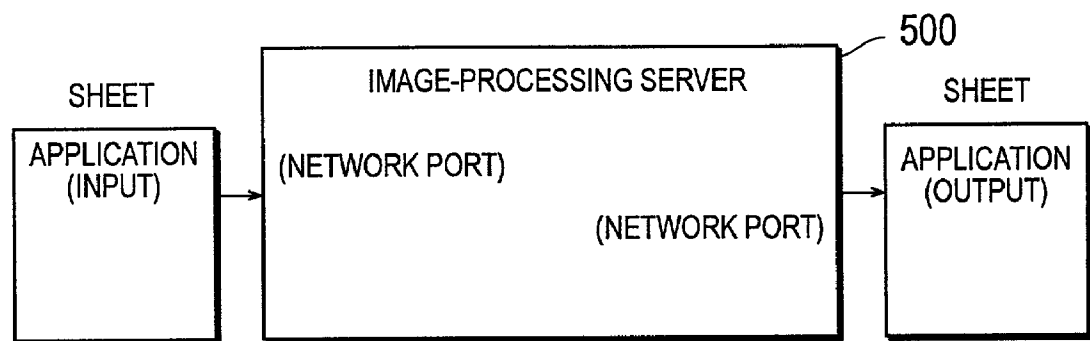 500
IMAGE-PROCESSING SERVER
SHEET
APPLICATION
(INPUT)
(NETWORK PORT)
(NETWORK PORT)
SHEET
APPLICATION
(OUTPUT)